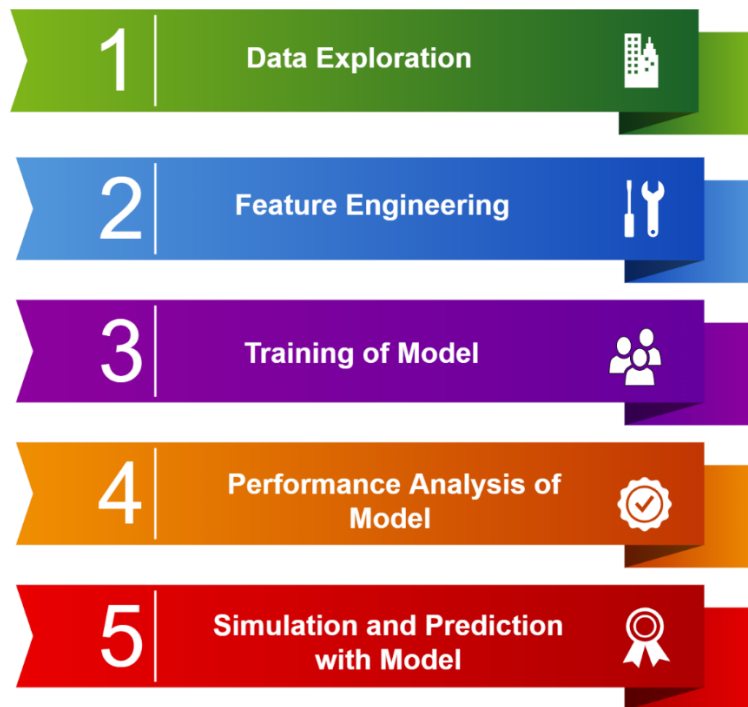 1
Data Exploration
2
Feature Engineering
3
Training of Model
4
Performance Analysis of
Model
5
Simulation and Prediction
with Model